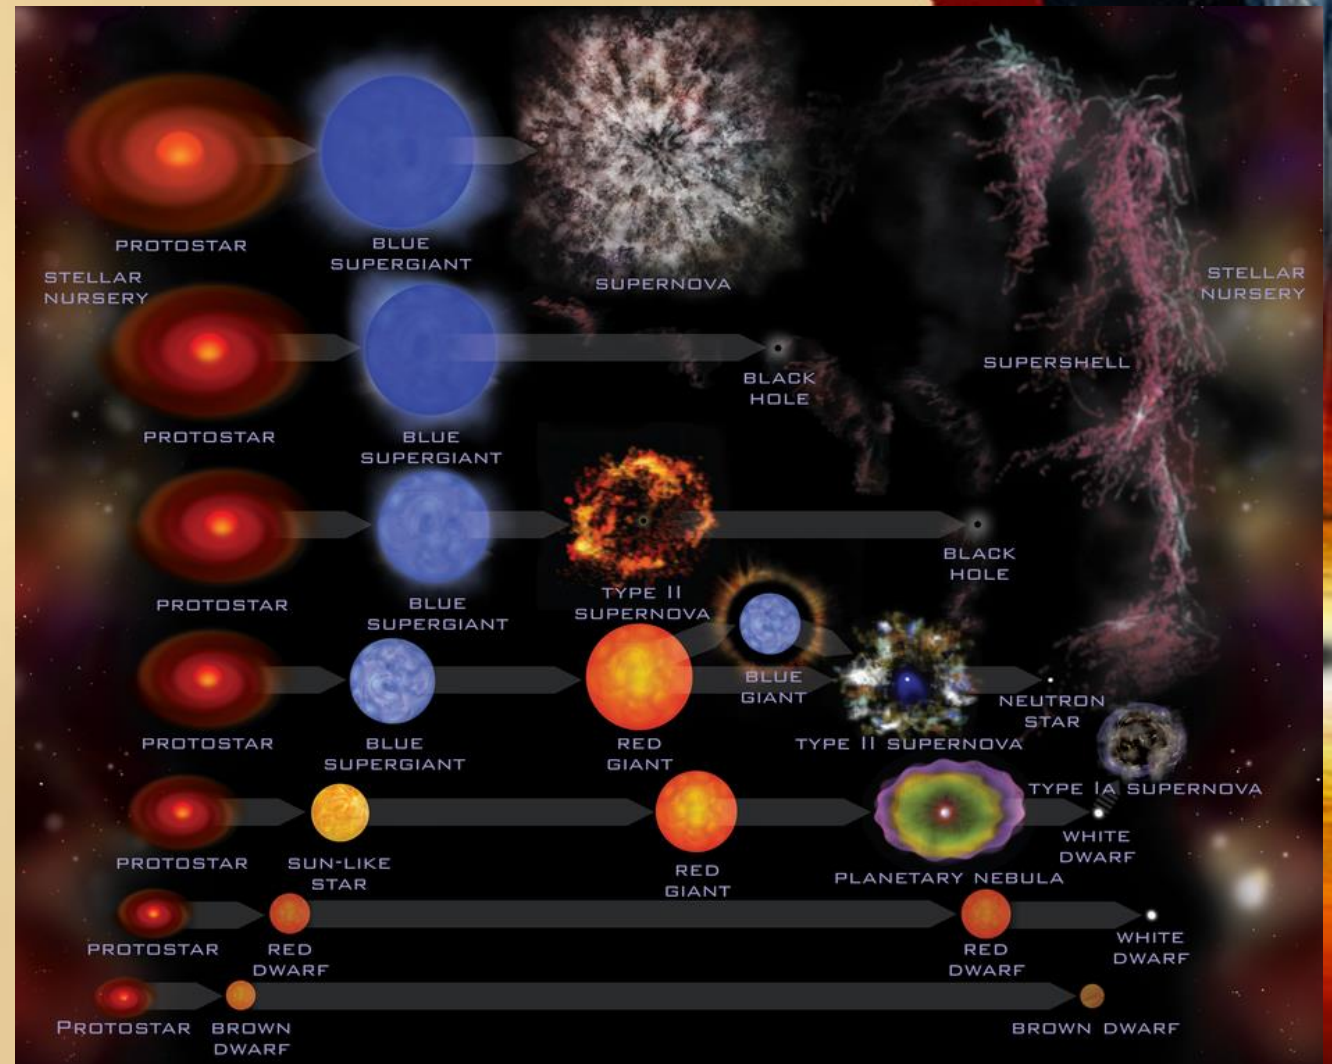 PROTOSTAR
BLUE
SUPERGIANT
SUPERNOVA
STELLAR
NURSERY
STELLAR
NURSERY
PROTOSTAR
BLUE
SUPERGIANT
BLACK
HOLE
SUPERSHELL
PROTOSTAR
BLUE
SUPERGIANT
TYPE II
SUPERNOVA
BLACK
HOLE
PROTOSTAR
BLUE
SUPERGIANT
RED
GIANT
BLUE
GIANT
TYPE II SUPERNOVA
NEUTRON
STAR
TYPE IA SUPERNOVA
PROTOSTAR
SUN-LIKE
STAR
RED
GIANT
PLANETARY NEBULA
WHITE
DWARF
PROTOSTAR
RED
DWARF
RED
DWARF
WHITE
DWARF
PROTOSTAR
BROWN
DWARF
BROWN DWARF